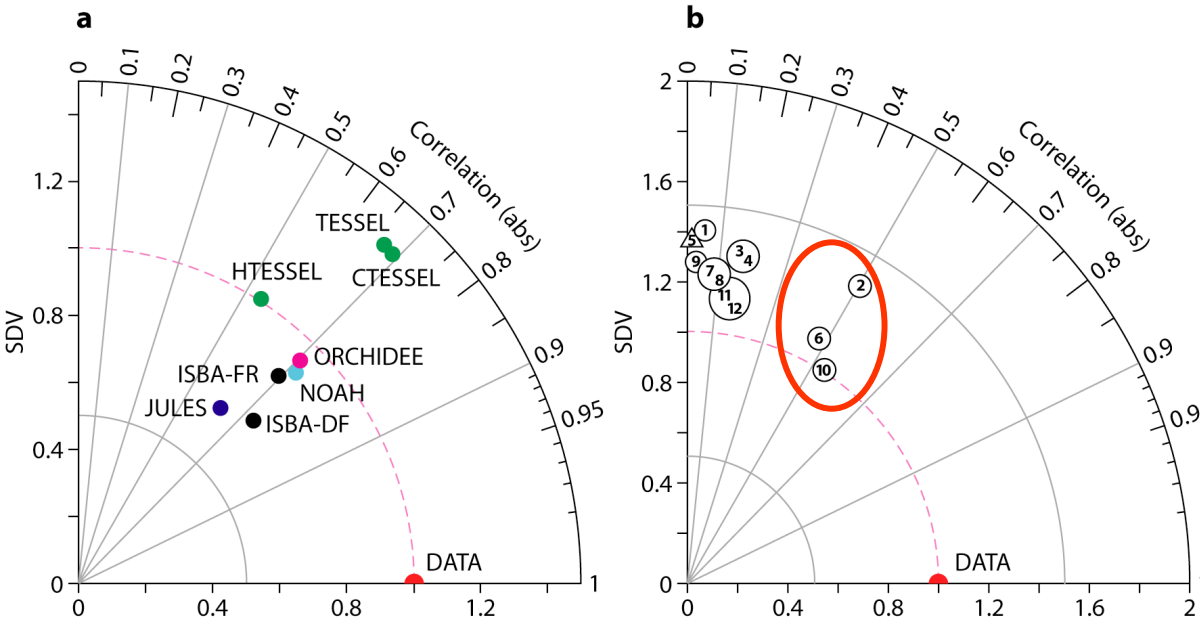 a
0 0.1 0.2 0.3 0.4 0.5 0.6 0.7 0.8 0.9 0.95 1
Correlation (abs)
SDV
1.2
0.8
0.4
0
0 0.4 0.8 1.2
TESSEL
CTESSEL
HTESSEL
ORCHIDEE
ISBA-FR
NOAH
JULES
ISBA-DF
DATA
b
0 0.1 0.2 0.3 0.4 0.5 0.6 0.7 0.8 0.9 0.9
Correlation (abs)
SDV
2
1.6
1.2
0.8
0.4
0
0 0.4 0.8 1.2 1.6 2
1
5
3 4
9
7 8
2
11
12
6
10
DATA